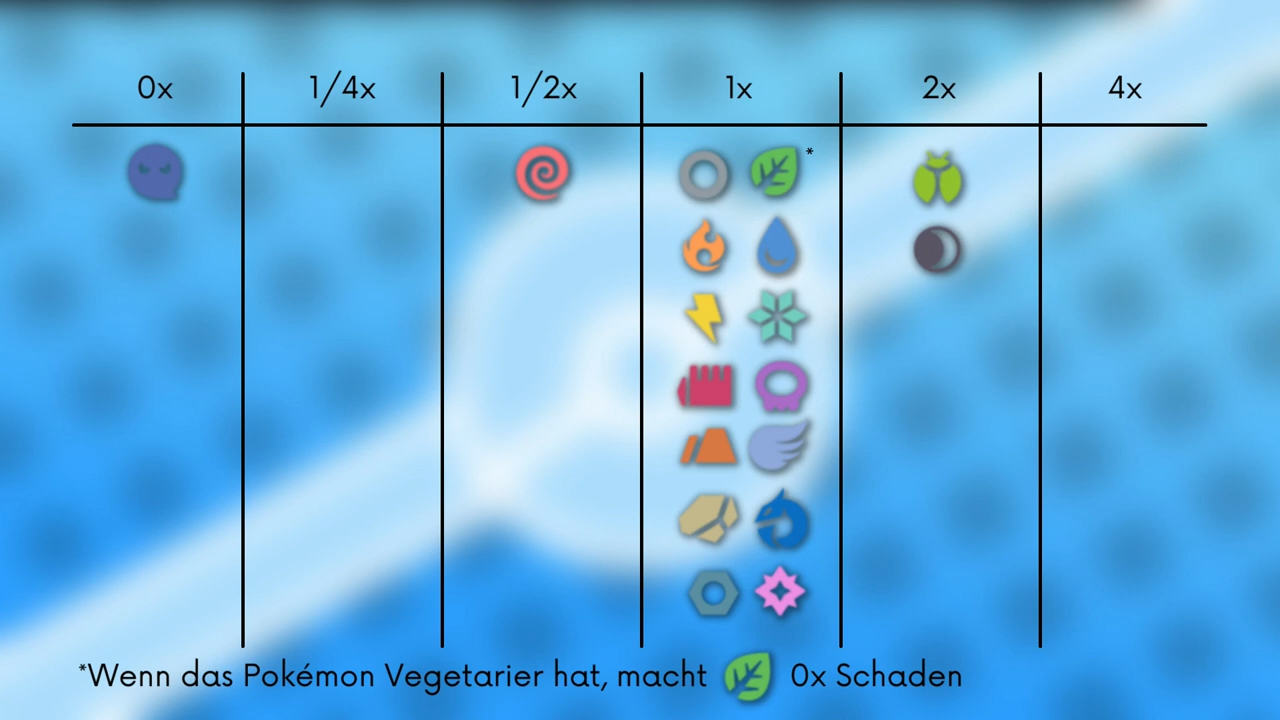 0x 1/4x 1/2x 1x 2x 4x
*
*Wenn das Pokémon Vegetarier hat, macht 0x Schaden